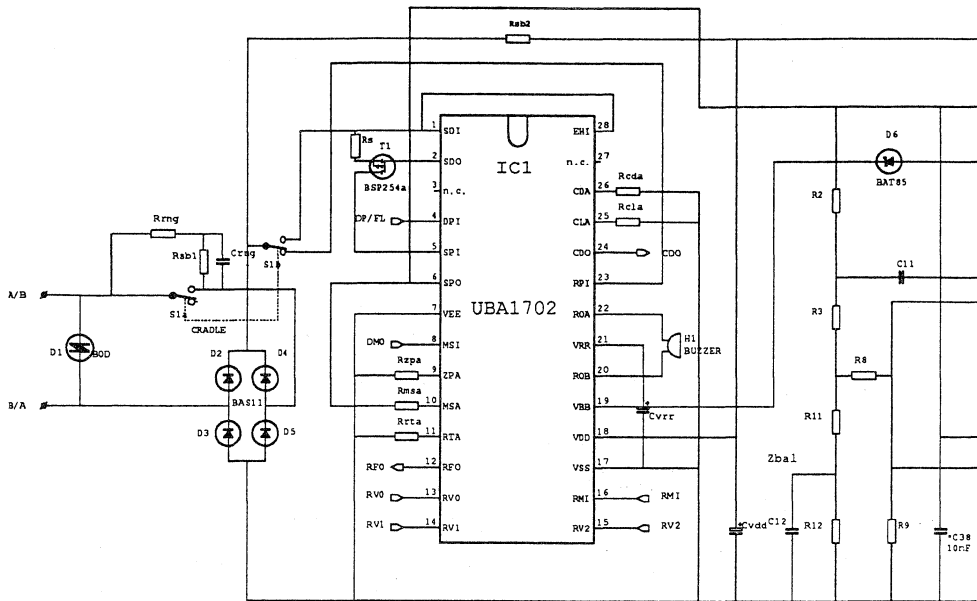 Rsb2
1 SDI
EHI 28
Rs
T1
IC1
D6
2 SDO
n.c. 27
BSP254a
BAT85
3 n.c.
CDA 26
Rcda
R2
DP/FL
4 DPI
CLA 25
Rcla
Rrng
Rsb1
Crng
S1b
5 SPI
CDO 24
CDO
C11
6 SPO
RPI 23
A/B
S1a
CRADLE
UBA1702
7 VEE
ROA 22
R3
H1
BUZZER
D1
BOD
D2
D4
DMO
8 MSI
VRR 21
Rzpa
9 ZPA
ROB 20
R8
BAS11
Rmsa
10 MSA
VBB 19
Cvrr
B/A
R11
D3
D5
Rrta
11 RTA
VDD 18
Zbal
RFO
12 RFO
VSS 17
RV0
13 RV0
RMI 16
RMI
RV1
14 RV1
RV2 15
RV2
Cvdd
C12
R12
R9
*C38
10nF